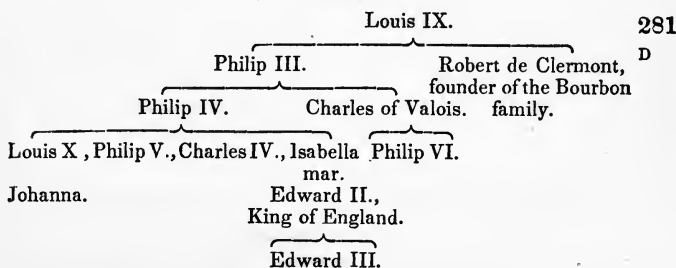 Louis IX. 281
D
Philip III. Robert de Clermont,
founder of the Bourbon
Philip IV. Charles of Valois. family.
Louis X , Philip V., Charles IV., Isabella Philip VI.
mar.
Johanna. Edward II.,
King of England.
Edward III.